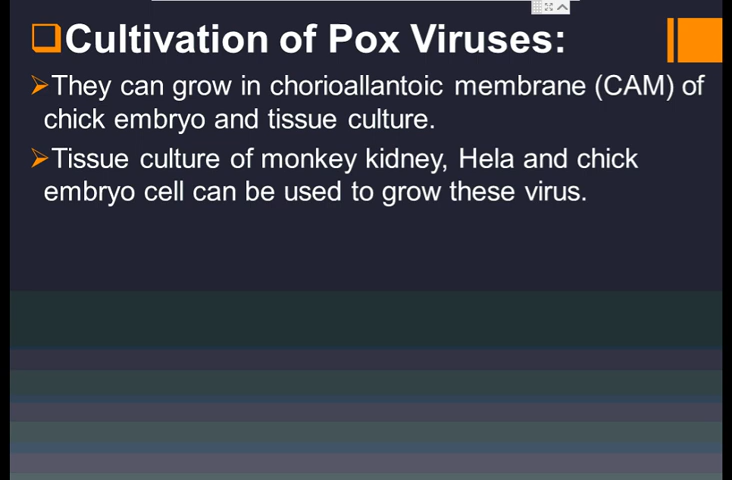 Cultivation of Pox Viruses:
They can grow in chorioallantoic membrane (CAM) of
chick embryo and tissue culture.
Tissue culture of monkey kidney, Hela and chick
embryo cell can be used to grow these virus.